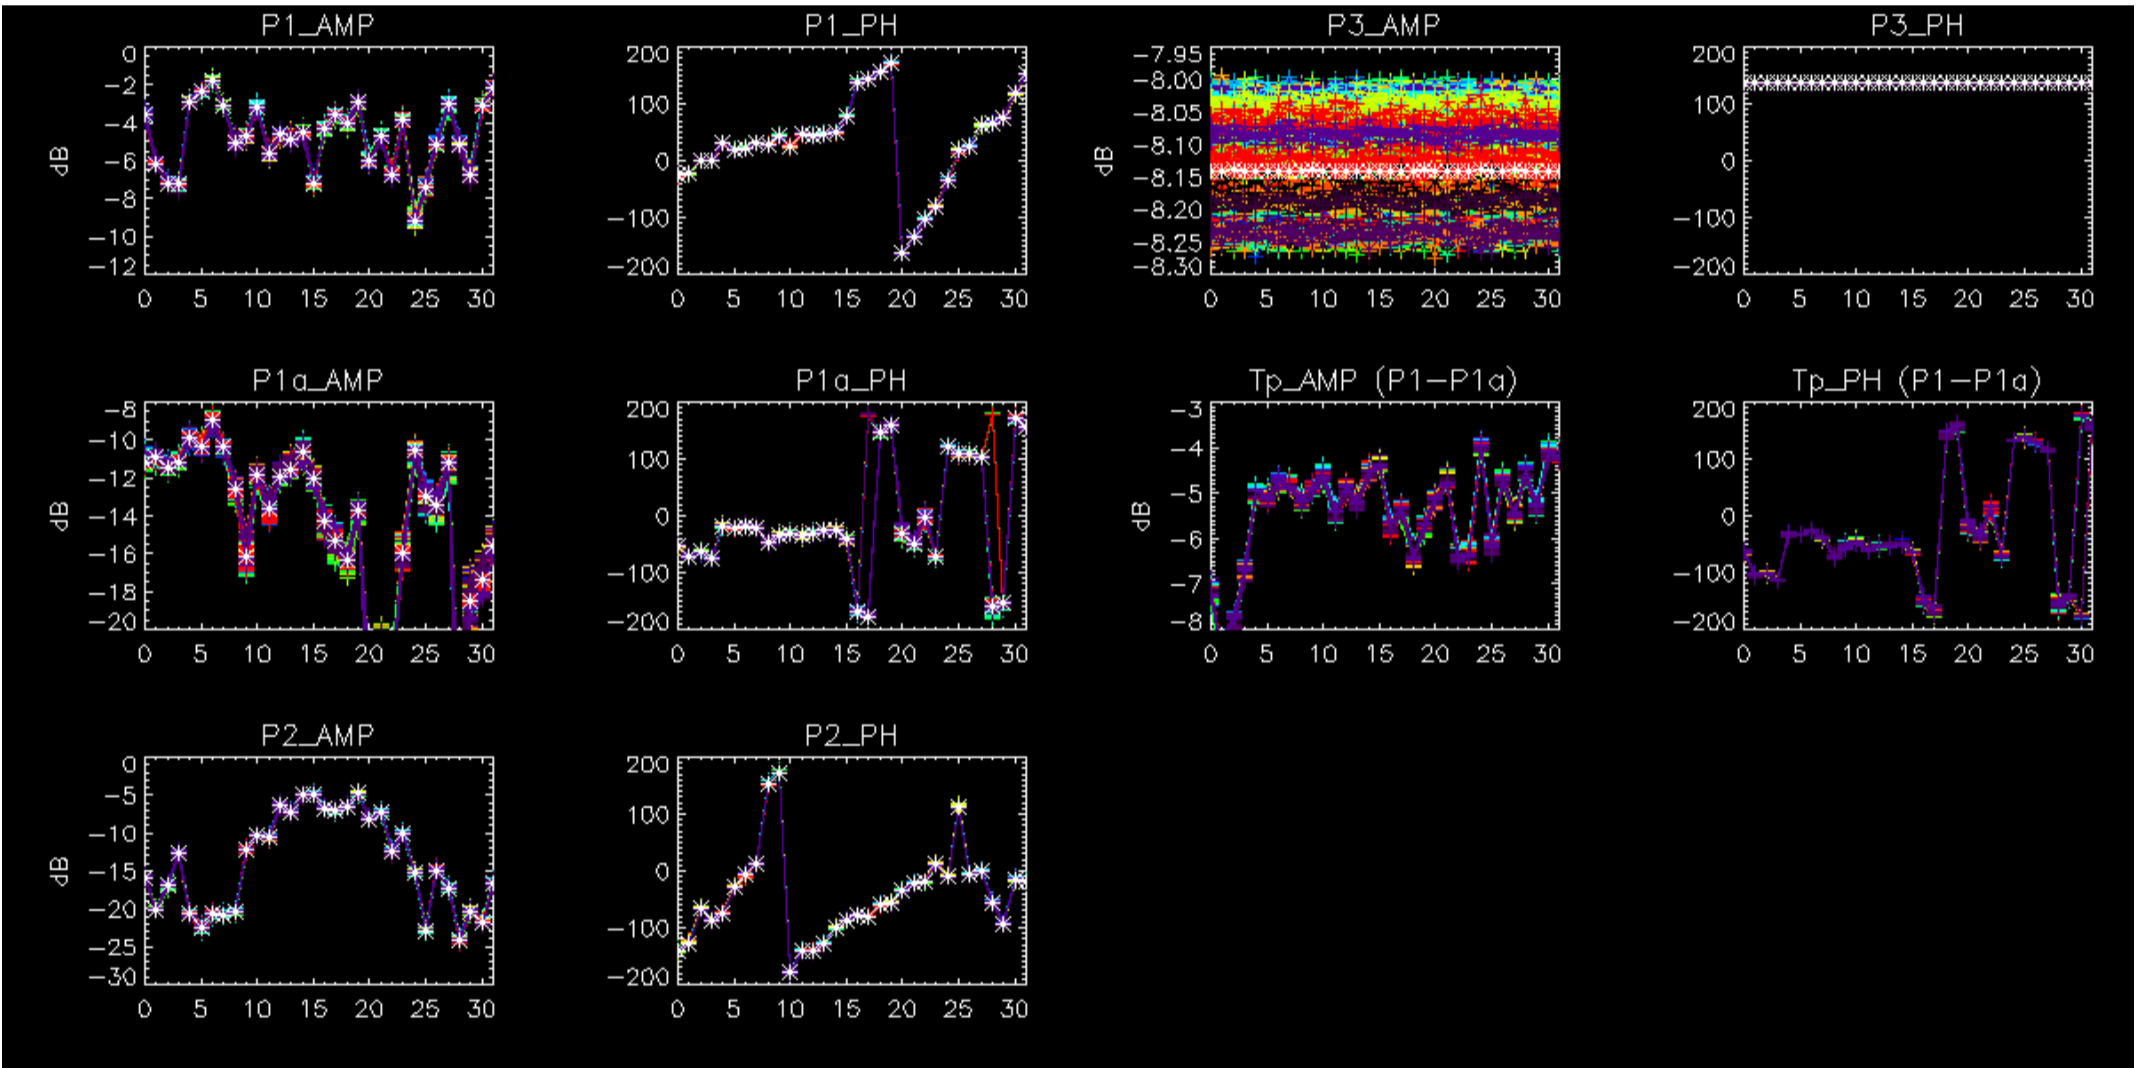 P1_AMP
P1_PH
P3_AMP
P3_PH
0
−2
−4
−6
−8
−10
−12
dB
0 5 10 15 20 25 30
200
100
0
−100
−200
0 5 10 15 20 25 30
−7.95
−8.00
−8.05
−8.10
−8.15
−8.20
−8.25
−8.30
dB
0 5 10 15 20 25 30
200
100
0
−100
−200
0 5 10 15 20 25 30
P1a_AMP
P1a_PH
Tp_AMP (P1−P1a)
Tp_PH (P1−P1a)
−8
−10
−12
−14
−16
−18
−20
dB
0 5 10 15 20 25 30
200
100
0
−100
−200
0 5 10 15 20 25 30
−3
−4
−5
−6
−7
−8
dB
0 5 10 15 20 25 30
200
100
0
−100
−200
0 5 10 15 20 25 30
P2_AMP
P2_PH
0
−5
−10
−15
−20
−25
−30
dB
0 5 10 15 20 25 30
200
100
0
−100
−200
0 5 10 15 20 25 30